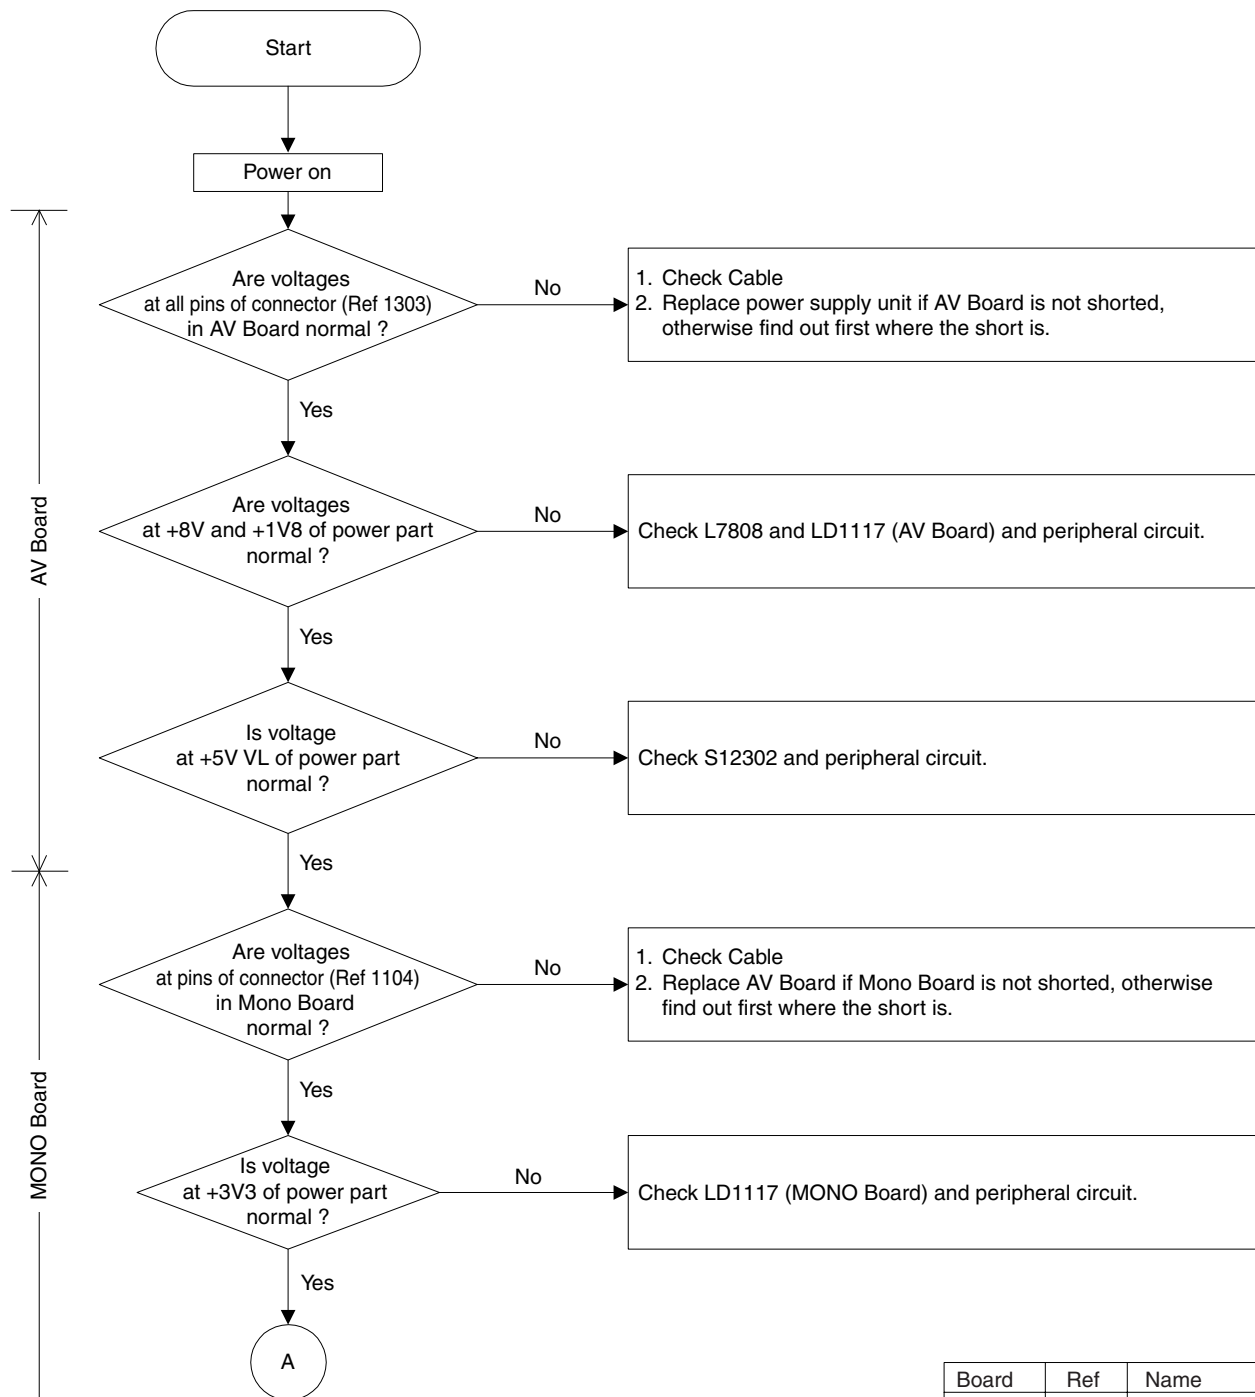 Start
Power on
Are voltages
at all pins of connector (Ref 1303)
in AV Board normal ?
No
1. Check Cable
2. Replace power supply unit if AV Board is not shorted,
otherwise find out first where the short is.
Yes
AV Board
Are voltages
at +8V and +1V8 of power part
normal ?
No
Check L7808 and LD1117 (AV Board) and peripheral circuit.
Yes
Is voltage
at +5V VL of power part
normal ?
No
Check S12302 and peripheral circuit.
Yes
Are voltages
at pins of connector (Ref 1104)
in Mono Board
normal ?
No
1. Check Cable
2. Replace AV Board if Mono Board is not shorted, otherwise
find out first where the short is.
Yes
MONO Board
Is voltage
at +3V3 of power part
normal ?
No
Check LD1117 (MONO Board) and peripheral circuit.
Yes
A
Board Ref Name